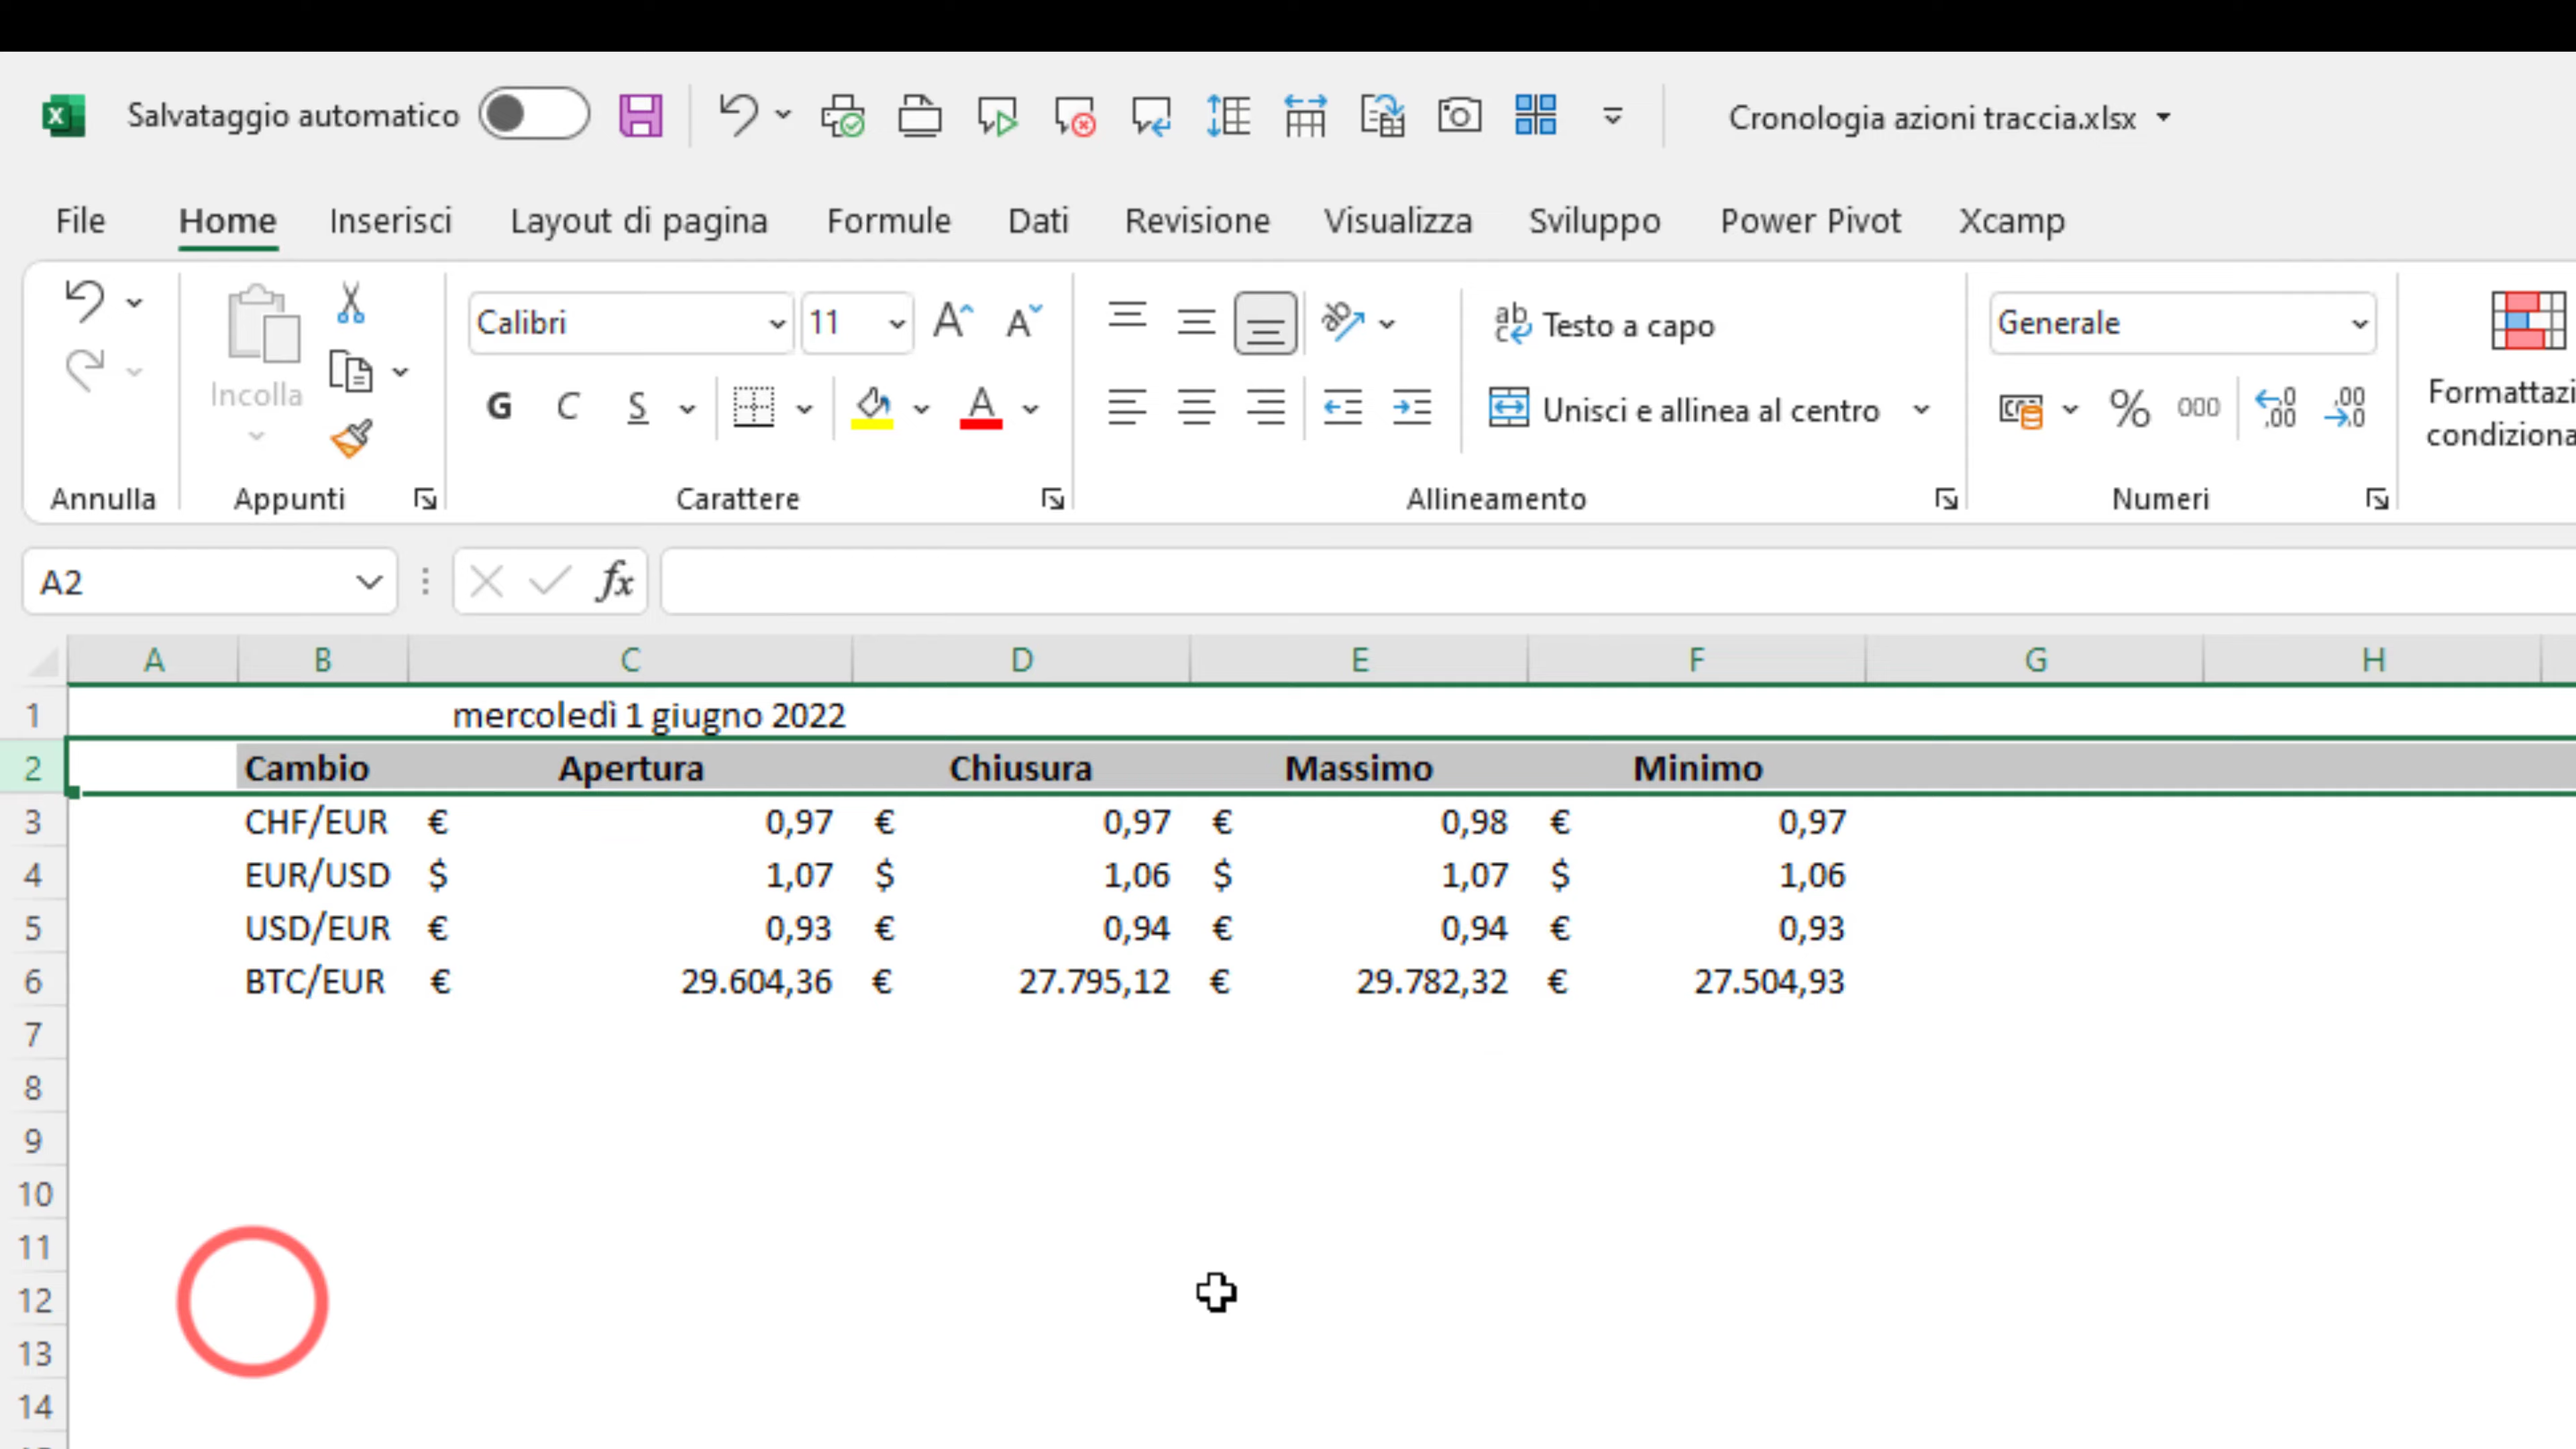 Salvataggio automatico Cronologia azioni traccia.xlsx
File Home Inserisci Layout di pagina Formule Dati Revisione Visualizza Sviluppo Power Pivot Xcamp
Calibri 11 Testo a capo Generale
Incolla G C S A Unisci e allinea al centro % 000
Formattazi
condiziona
Annulla Appunti Carattere Allineamento Numeri
A2 fx
A B C D E F G H
1 mercoledì 1 giugno 2022
2 Cambio Apertura Chiusura Massimo Minimo
3 CHF/EUR € 0,97 € 0,97 € 0,98 € 0,97
4 EUR/USD $ 1,07 $ 1,06 $ 1,07 $ 1,06
5 USD/EUR € 0,93 € 0,94 € 0,94 € 0,93
6 BTC/EUR € 29.604,36 € 27.795,12 € 29.782,32 € 27.504,93
7
8
9
10
11
12
13
14